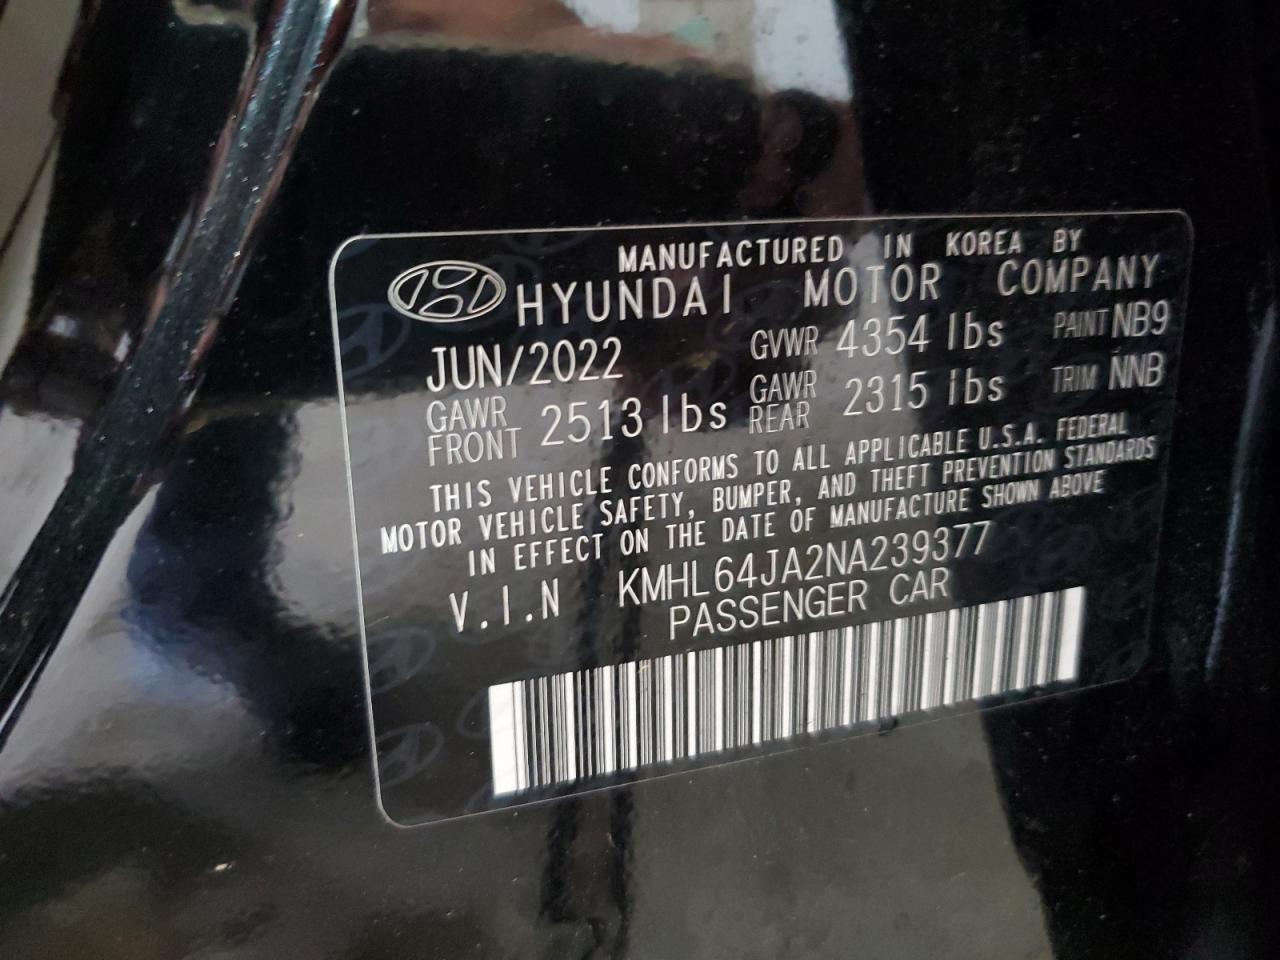 MANUFACTURED IN KOREA BY
HYUNDAI MOTOR COMPANY
JUN/2022 GVWR 4354 lbs PAINT NB9
GAWR FRONT 2513 lbs GAWR REAR 2315 lbs TRIM NNB
THIS VEHICLE CONFORMS TO ALL APPLICABLE U.S.A. FEDERAL
MOTOR VEHICLE SAFETY, BUMPER, AND THEFT PREVENTION STANDARDS
IN EFFECT ON THE DATE OF MANUFACTURE SHOWN ABOVE
V.I.N KMHL64JA2NA239377
PASSENGER CAR